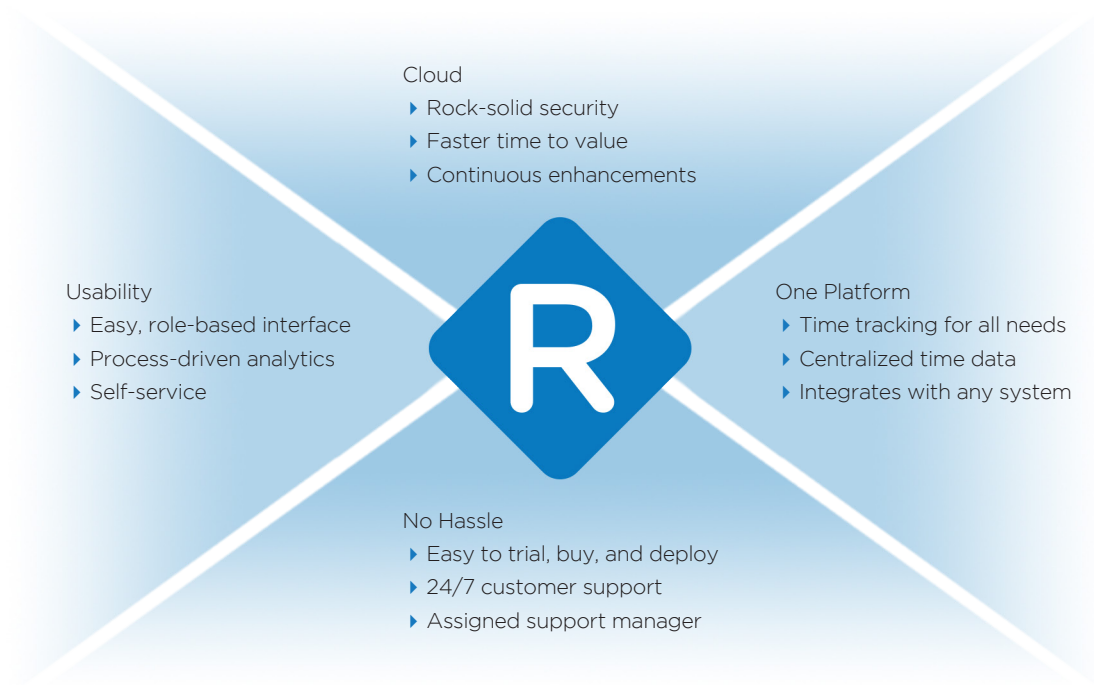 Cloud
Rock-solid security
Faster time to value
Continuous enhancements
Usability
Easy, role-based interface
Process-driven analytics
Self-service
R
One Platform
Time tracking for all needs
Centralized time data
Integrates with any system
No Hassle
Easy to trial, buy, and deploy
24/7 customer support
Assigned support manager